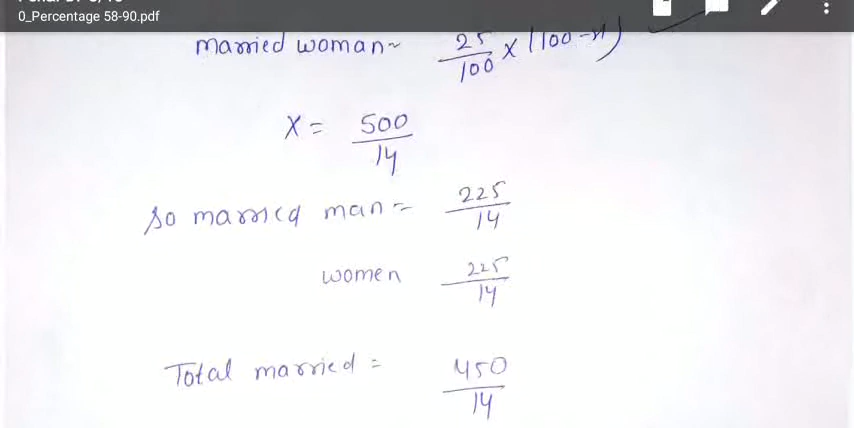 0_Percentage 58-90.pdf
married woman~ 25/100 x (100-x)
x = 500/14
so married man = 225/14
women 225/14
Total married = 450/14